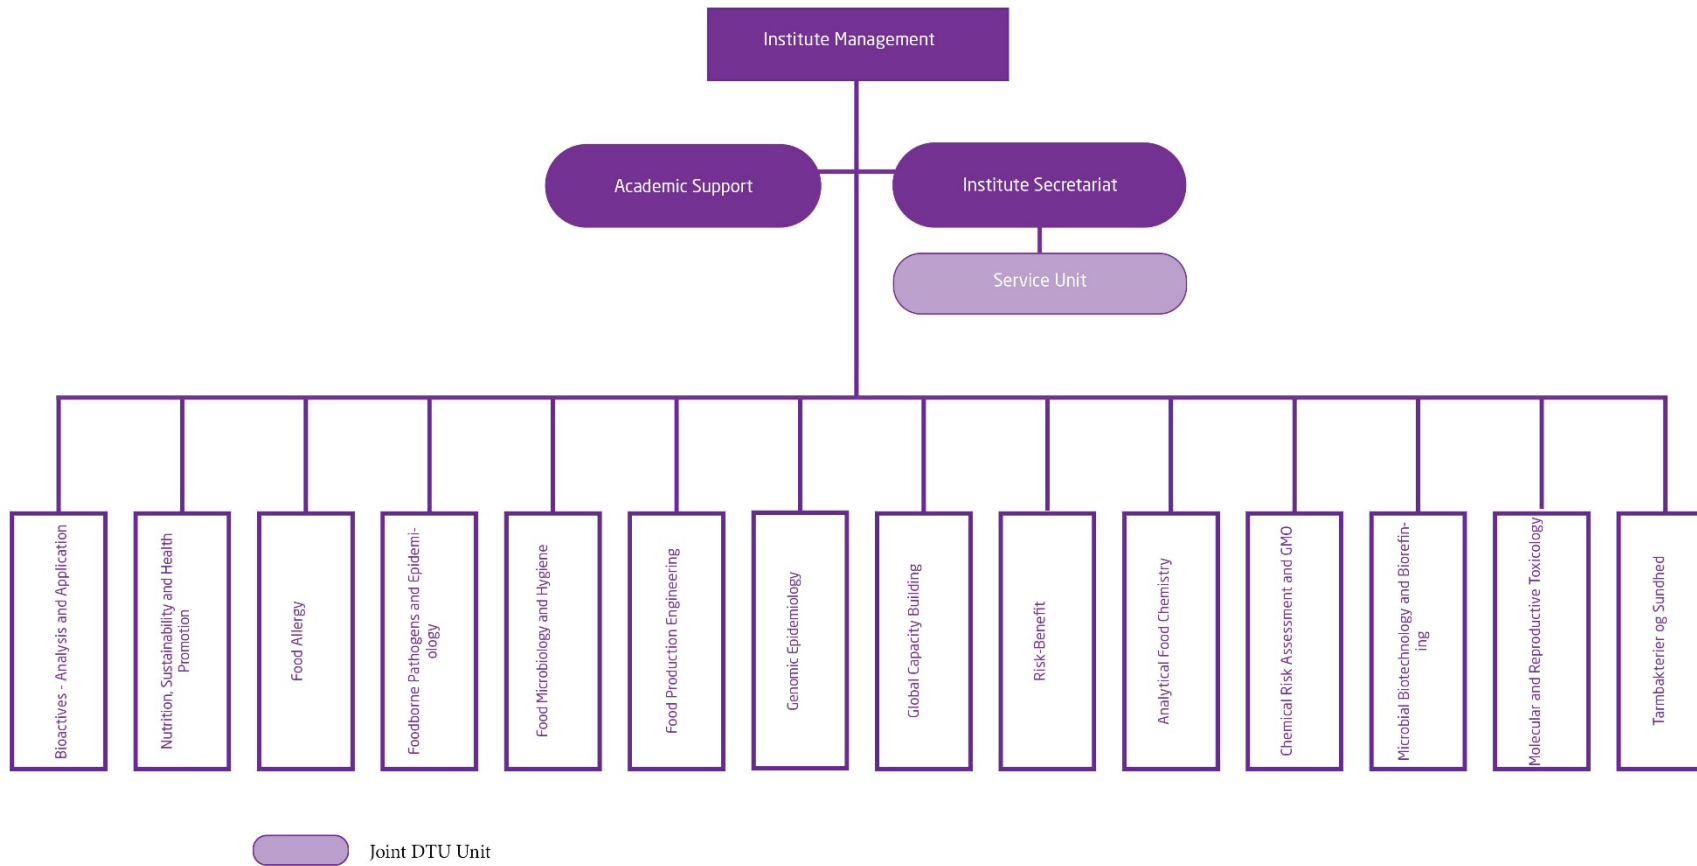 Institute Management
Academic Support
Institute Secretariat
Service Unit
Bioactives - Analysis and Application
Nutrition, Sustainability and Health
Promotion
Food Allergy
Foodborne Pathogens and Epidemi-
ology
Food Microbiology and Hygiene
Food Production Engineering
Genomic Epidemiology
Global Capacity Building
Risk-Benefit
Analytical Food Chemistry
Chemical Risk Assessment and GMO
Microbial Biotechnology and Biorefin-
ing
Molecular and Reproductive Toxicology
Tarmbakterier og Sundhed
Joint DTU Unit